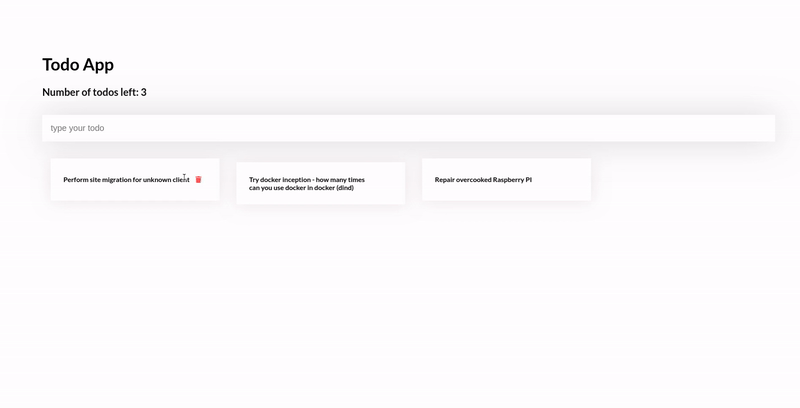 Todo App
Number of todos left: 3
type your todo
Perform site migration for unknown client
Try docker inception - how many times
can you use docker in docker (dind)
Repair overcooked Raspberry PI